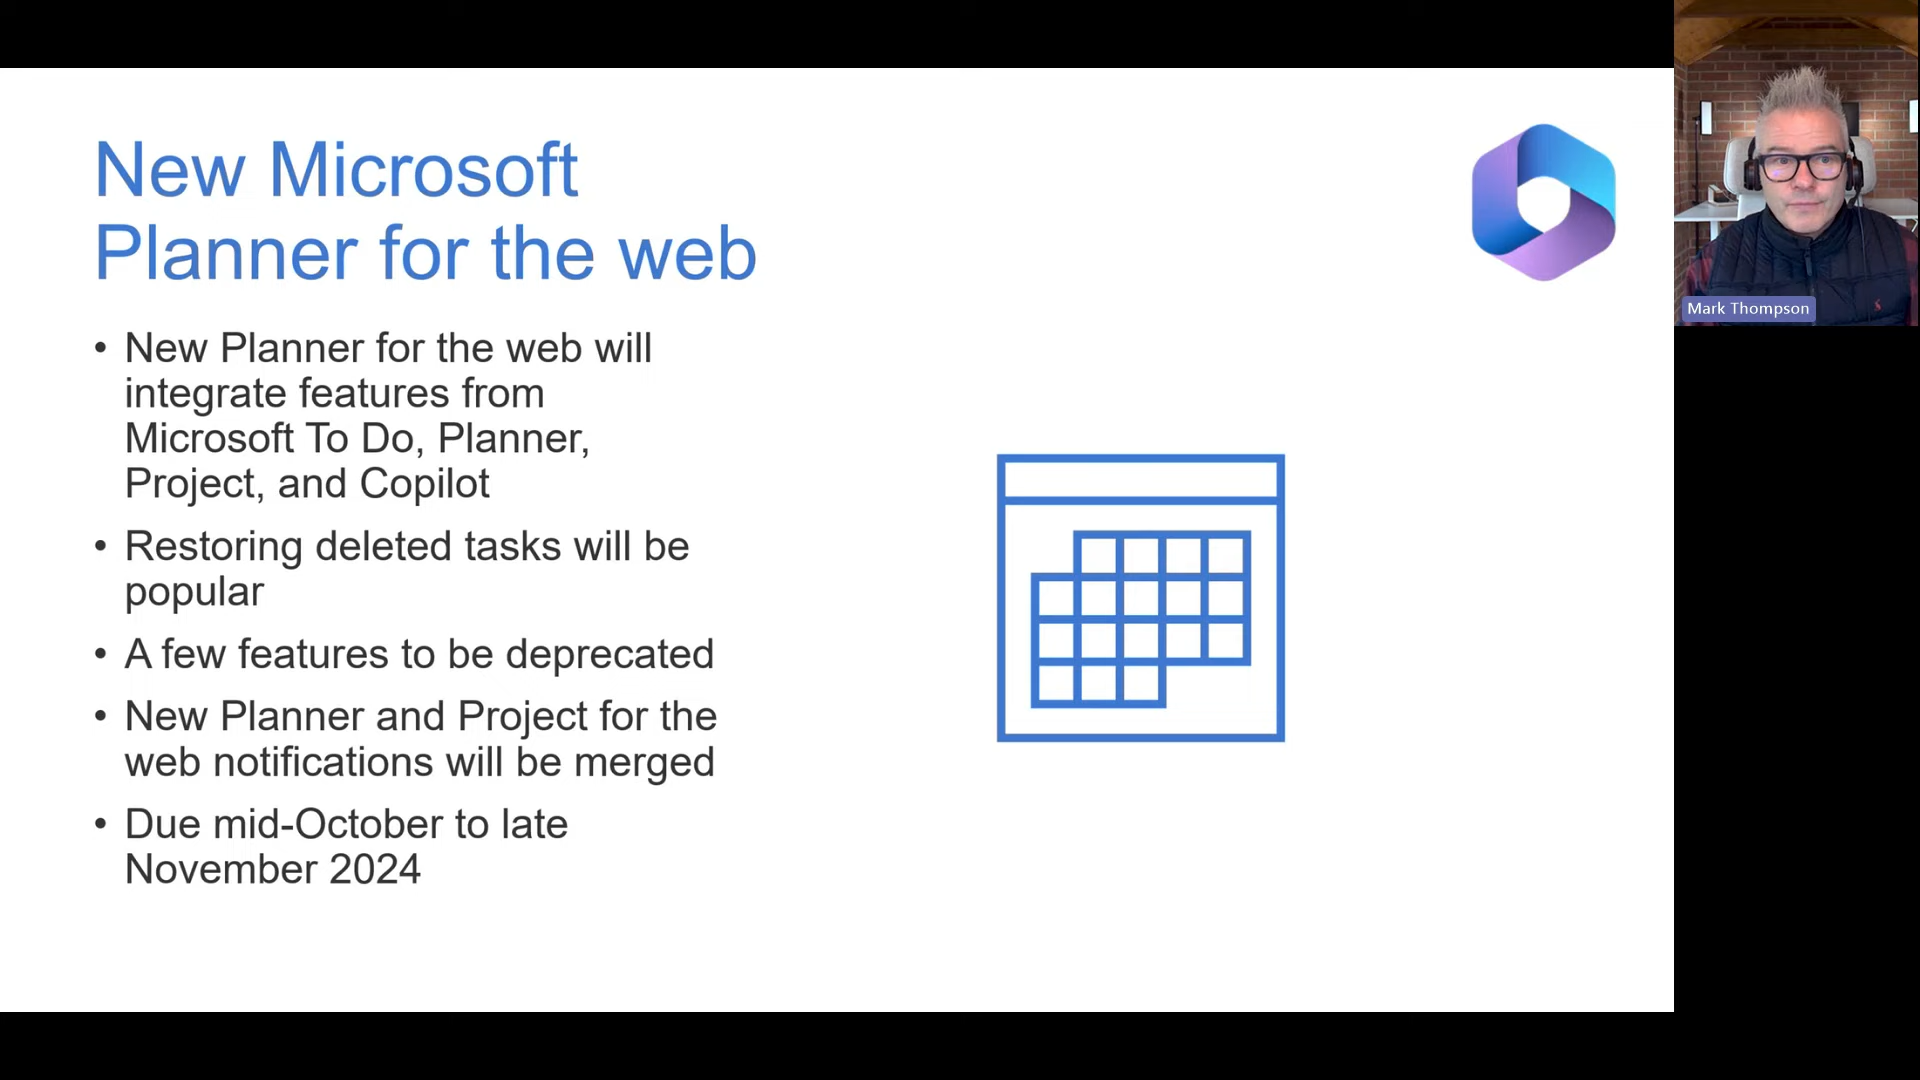 New Microsoft
Planner for the web
• New Planner for the web will
integrate features from
Microsoft To Do, Planner,
Project, and Copilot
• Restoring deleted tasks will be
popular
• A few features to be deprecated
• New Planner and Project for the
web notifications will be merged
• Due mid-October to late
November 2024
Mark Thompson